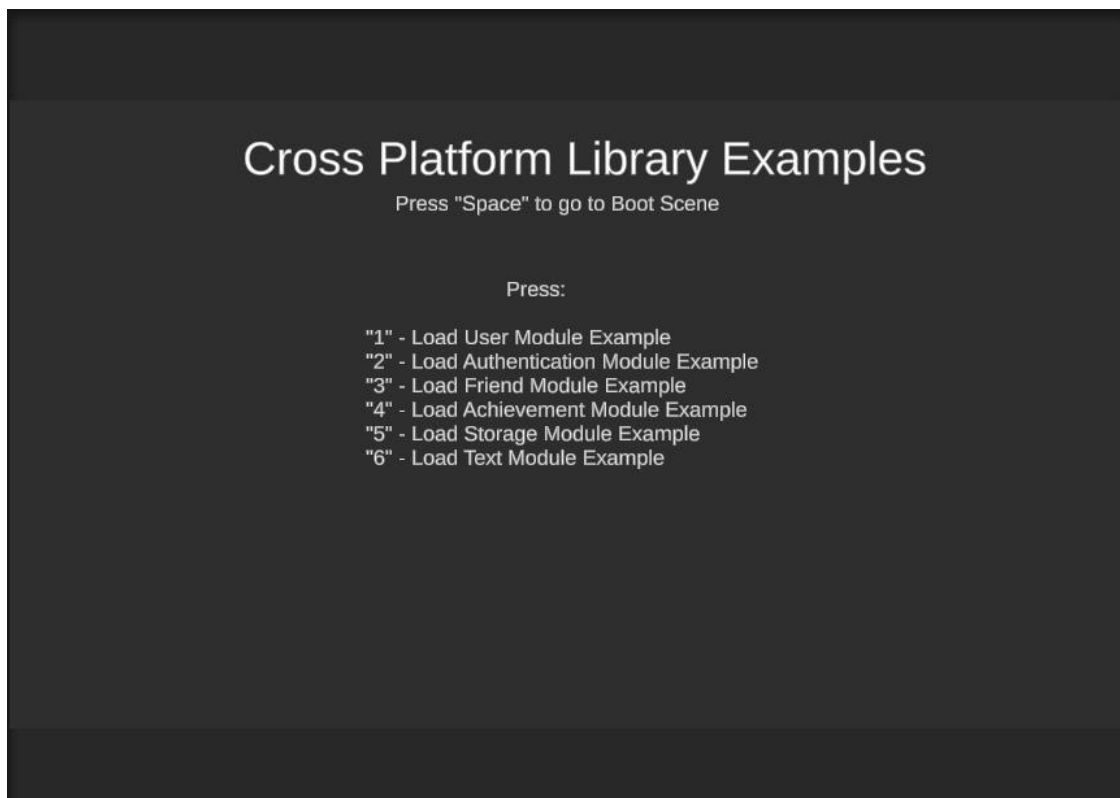 Cross Platform Library Examples
Press "Space" to go to Boot Scene
Press:
"1" - Load User Module Example
"2" - Load Authentication Module Example
"3" - Load Friend Module Example
"4" - Load Achievement Module Example
"5" - Load Storage Module Example
"6" - Load Text Module Example